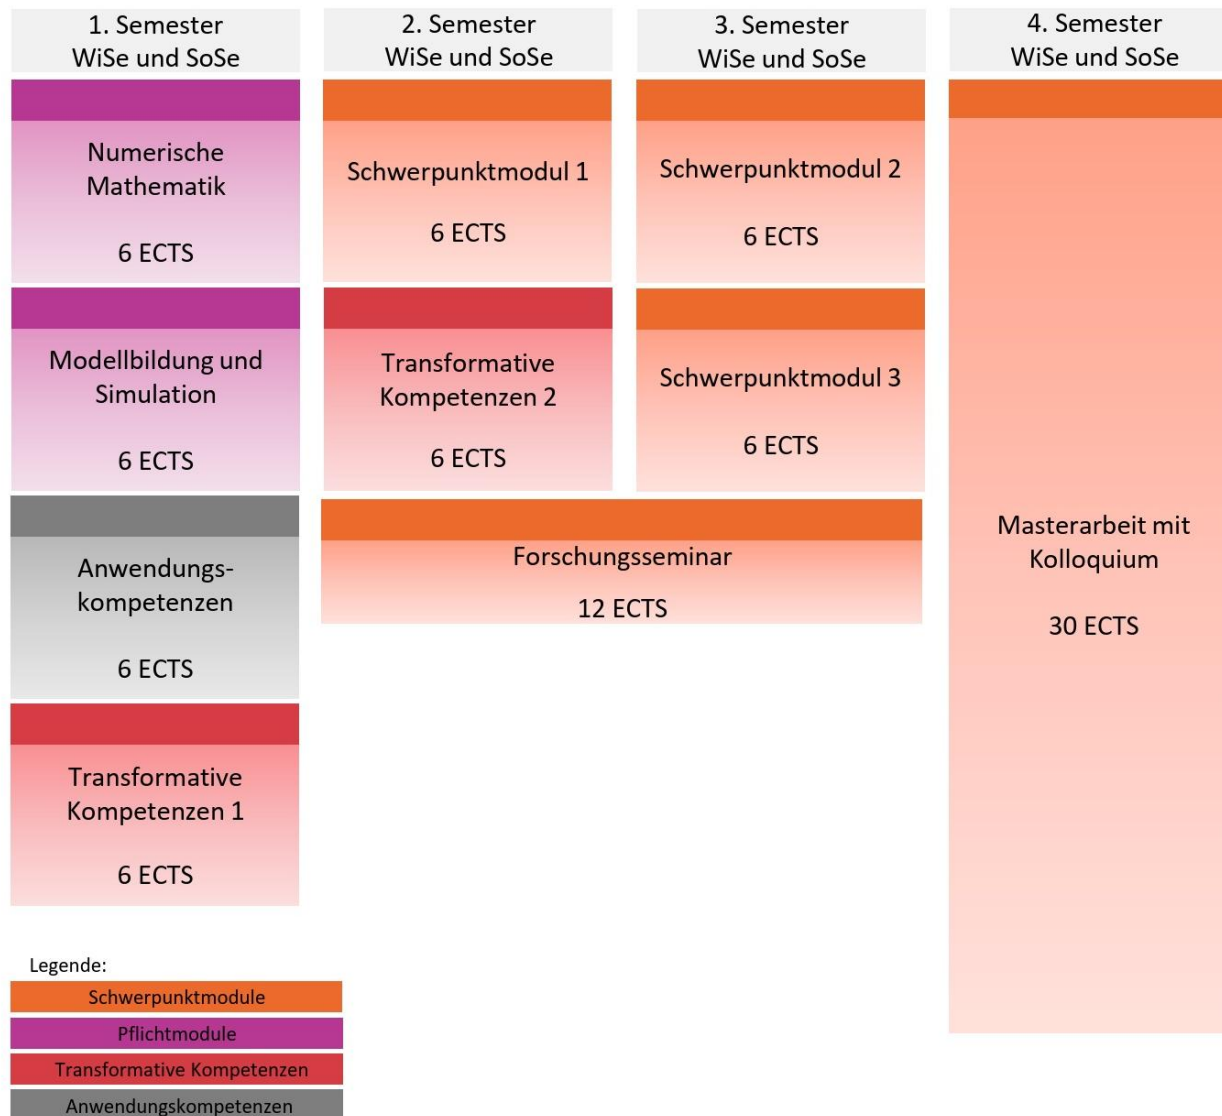 1. Semester
WiSe und SoSe
2. Semester
WiSe und SoSe
3. Semester
WiSe und SoSe
4. Semester
WiSe und SoSe
Numerische
Mathematik
6 ECTS
Schwerpunktmodul 1
6 ECTS
Schwerpunktmodul 2
6 ECTS
Modellbildung und
Simulation
6 ECTS
Transformative
Kompetenzen 2
6 ECTS
Schwerpunktmodul 3
6 ECTS
Anwendungs-
kompetenzen
6 ECTS
Forschungsseminar
12 ECTS
Masterarbeit mit
Kolloquium
30 ECTS
Transformative
Kompetenzen 1
6 ECTS
Legende:
Schwerpunktmodule
Pflichtmodule
Transformative Kompetenzen
Anwendungskompetenzen